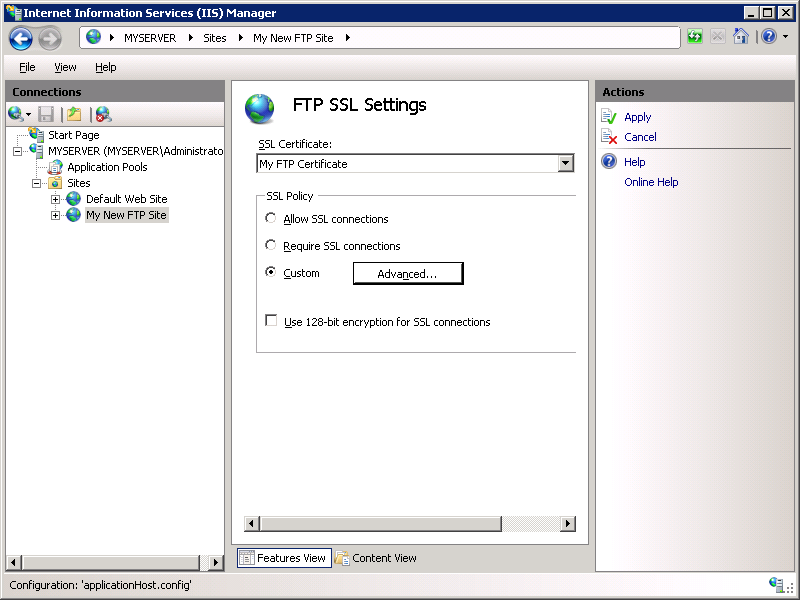 Internet Information Services (IIS) Manager
MYSERVER Sites My New FTP Site
File View Help
Connections
Start Page
MYSERVER (MYSERVER\Administrato
Application Pools
Sites
Default Web Site
My New FTP Site
FTP SSL Settings
SSL Certificate:
My FTP Certificate
SSL Policy
Allow SSL connections
Require SSL connections
Custom Advanced...
Use 128-bit encryption for SSL connections
Features View Content View
Actions
Apply
Cancel
Help
Online Help
Configuration: 'applicationHost.config'